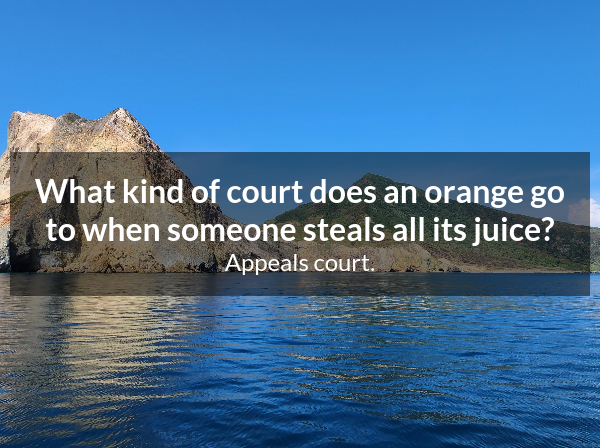 What kind of court does an orange go
to when someone steals all its juice?
Appeals court.